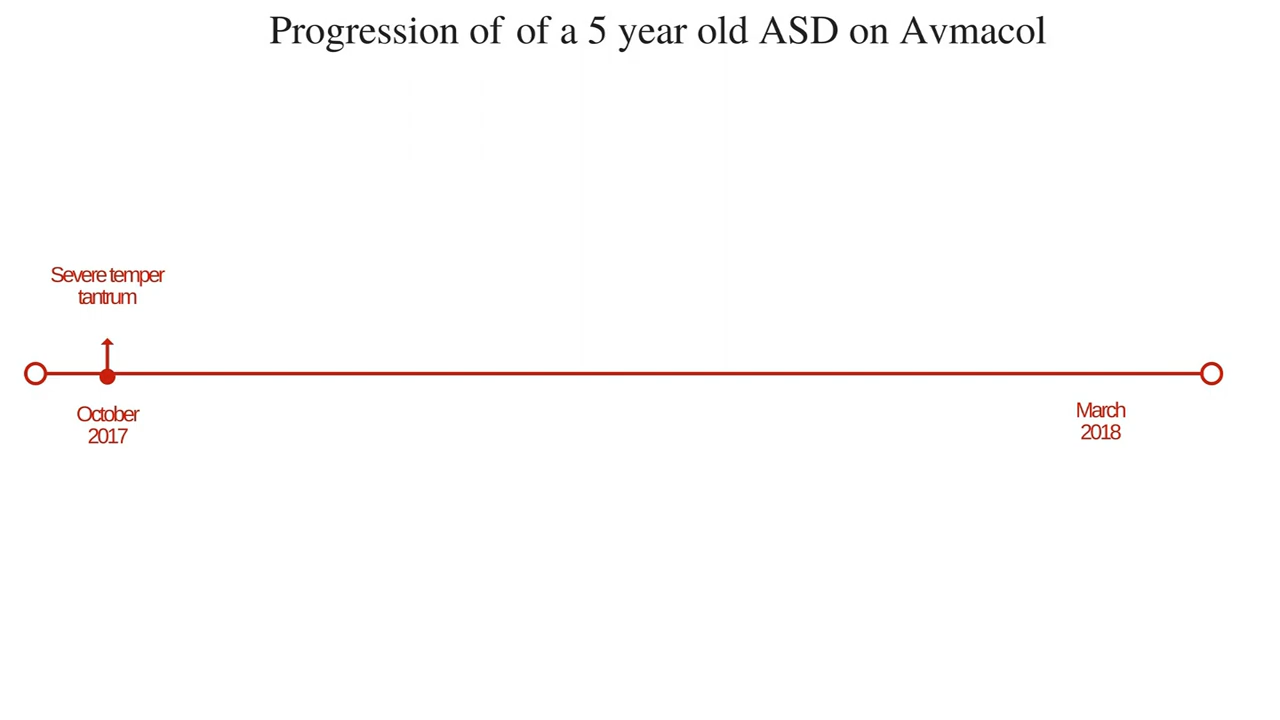 Progression of of a 5 year old ASD on Avmacol
Severe temper
tantrum
October
2017
March
2018